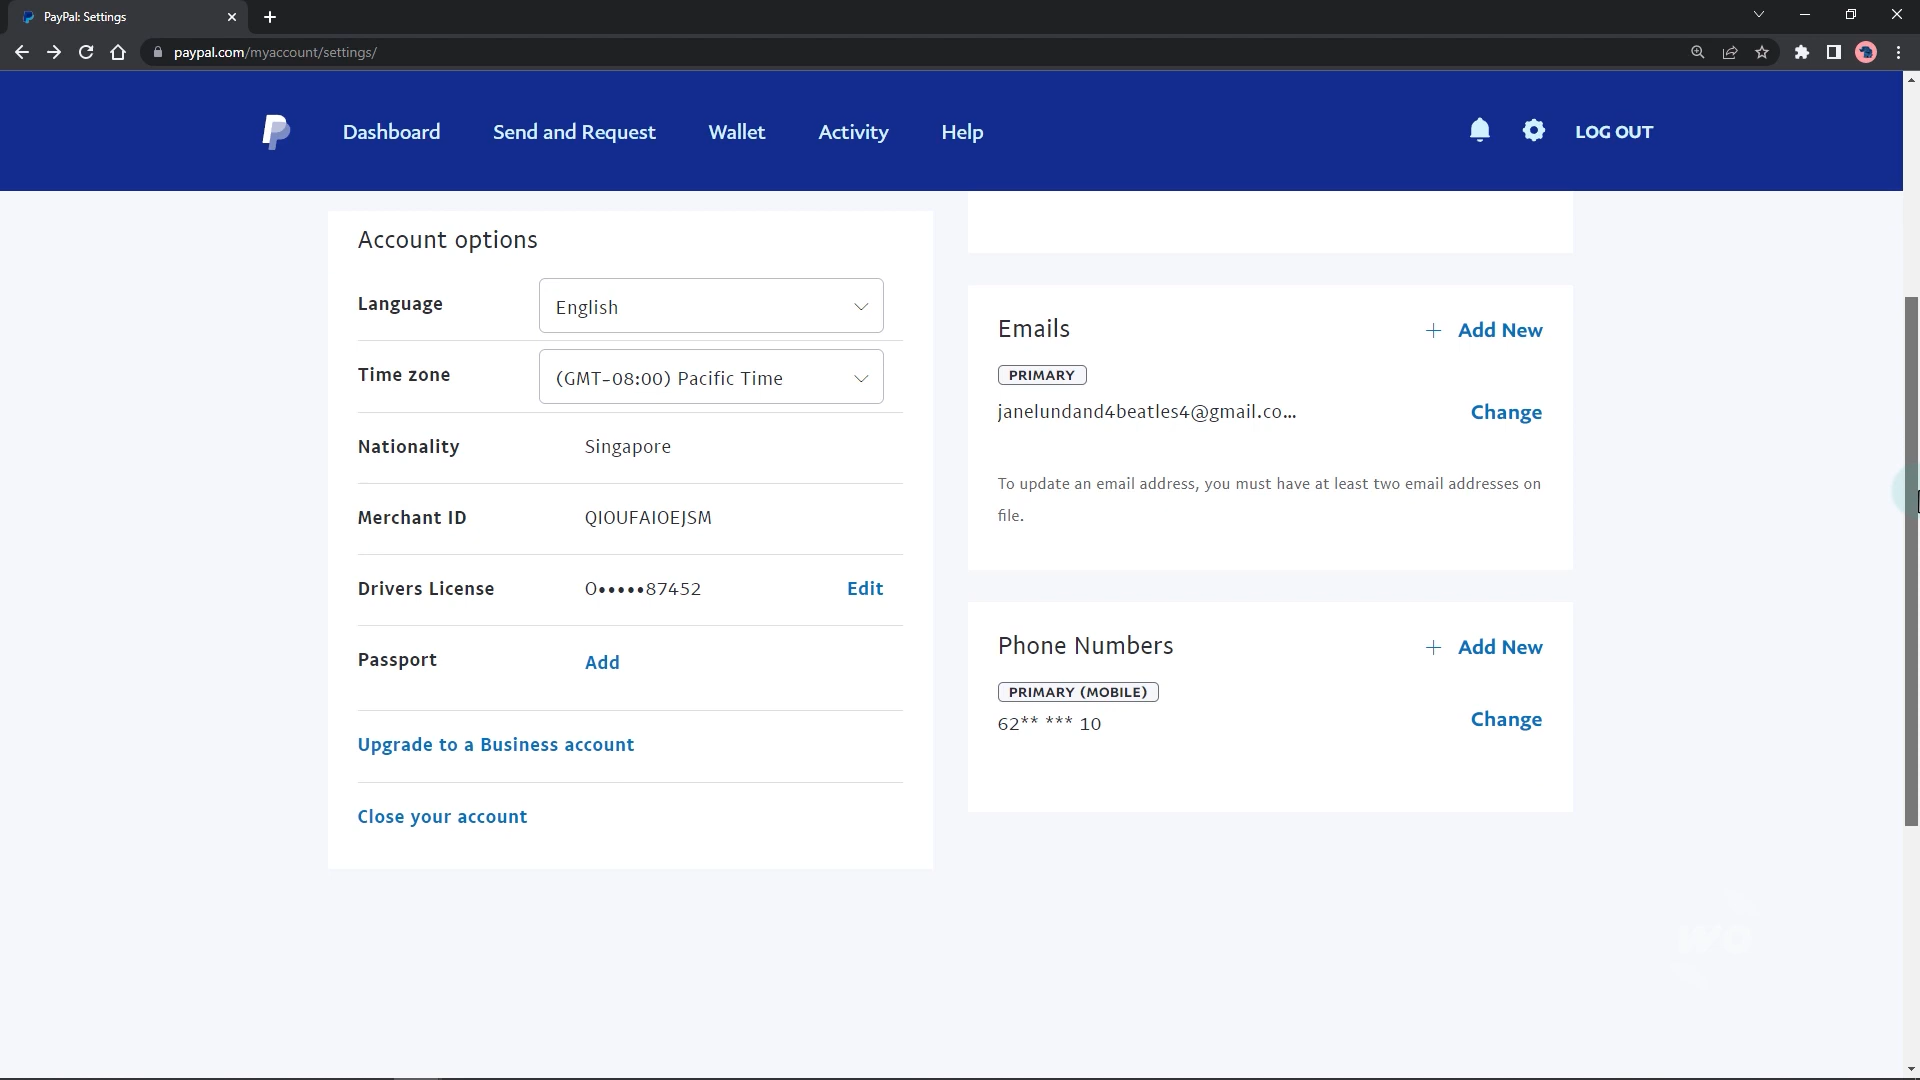 PayPal: Settings
paypal.com/myaccount/settings/
Dashboard Send and Request Wallet Activity Help LOG OUT
Account options
Language English
Time zone (GMT-08:00) Pacific Time
Nationality Singapore
Merchant ID QIOUFAIOEJSM
Drivers License O•••••87452 Edit
Passport Add
Upgrade to a Business account
Close your account
Emails + Add New
PRIMARY
janelundand4beatles4@gmail.co... Change
To update an email address, you must have at least two email addresses on
file.
Phone Numbers + Add New
PRIMARY (MOBILE)
62** *** 10 Change